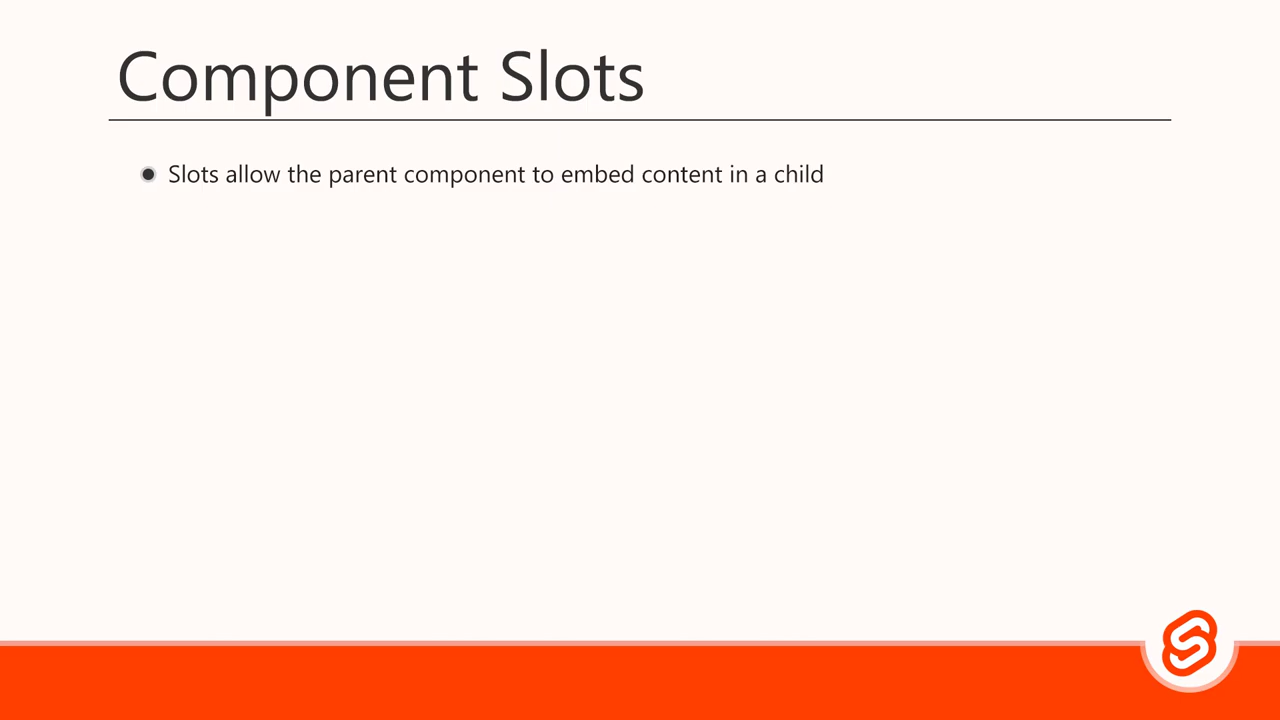 Component Slots
Slots allow the parent component to embed content in a child